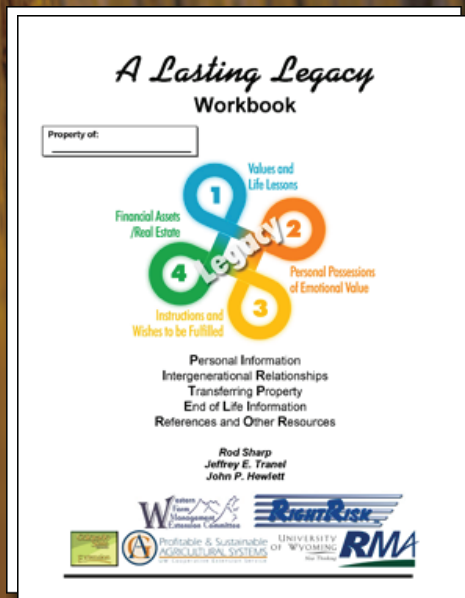 A Lasting Legacy
Workbook
Property of:
1
Values and
Life Lessons
Financial Assets
/Real Estate
2
Legacy
4
Personal Possessions
of Emotional Value
3
Instructions and
Wishes to be Fulfilled
Personal Information
Intergenerational Relationships
Transferring Property
End of Life Information
References and Other Resources
Rod Sharp
Jeffrey E. Tranel
John P. Hewlett
Western
Farm
Management
Extension Committee
RIGHTRISK
Profitable & Sustainable
AGRICULTURAL SYSTEMS
UNIVERSITY
OF WYOMING
New Thinking
RMA